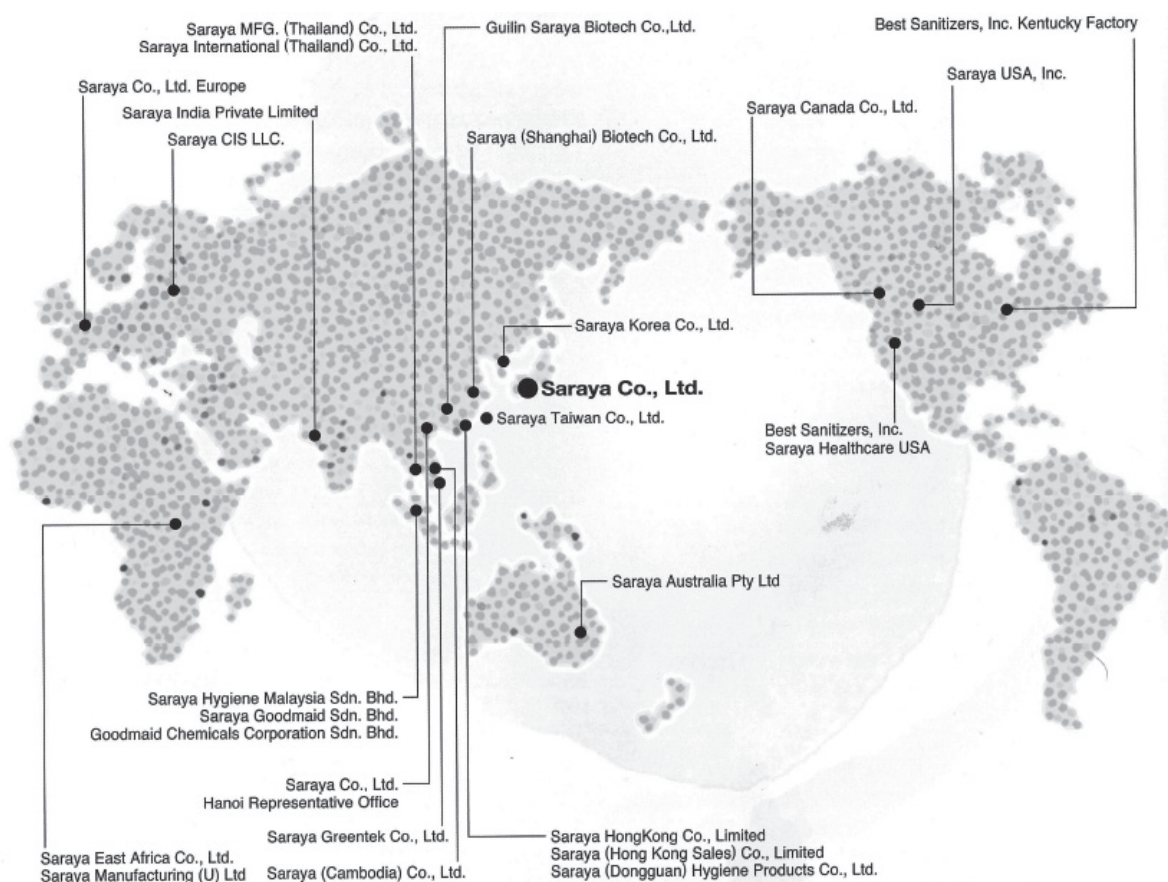 Saraya MFG. (Thailand) Co., Ltd.
Saraya International (Thailand) Co., Ltd.
Guilin Saraya Biotech Co.,Ltd.
Best Sanitizers, Inc. Kentucky Factory
Saraya Co., Ltd. Europe
Saraya USA, Inc.
Saraya India Private Limited
Saraya Canada Co., Ltd.
Saraya CIS LLC.
Saraya (Shanghai) Biotech Co., Ltd.
Saraya Korea Co., Ltd.
Saraya Co., Ltd.
Saraya Taiwan Co., Ltd.
Best Sanitizers, Inc.
Saraya Healthcare USA
Saraya Australia Pty Ltd
Saraya Hygiene Malaysia Sdn. Bhd.
Saraya Goodmaid Sdn. Bhd.
Goodmaid Chemicals Corporation Sdn. Bhd.
Saraya Co., Ltd.
Hanoi Representative Office
Saraya Greentek Co., Ltd.
Saraya HongKong Co., Limited
Saraya (Hong Kong Sales) Co., Limited
Saraya (Dongguan) Hygiene Products Co., Ltd.
Saraya East Africa Co., Ltd.
Saraya Manufacturing (U) Ltd
Saraya (Cambodia) Co., Ltd.